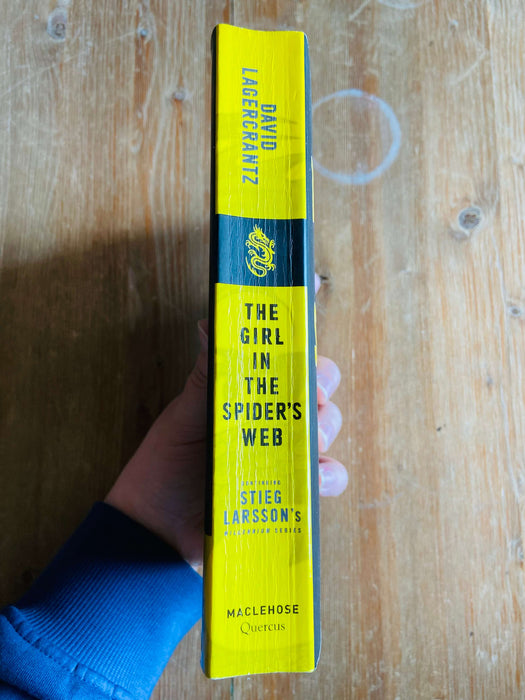 DAVID
LAGERCRANTZ
THE
GIRL
IN
THE
SPIDER'S
WEB
CONTINUING
STIEG
LARSSON'S
MILLENNIUM SERIES
MACLEHOSE
Quercus